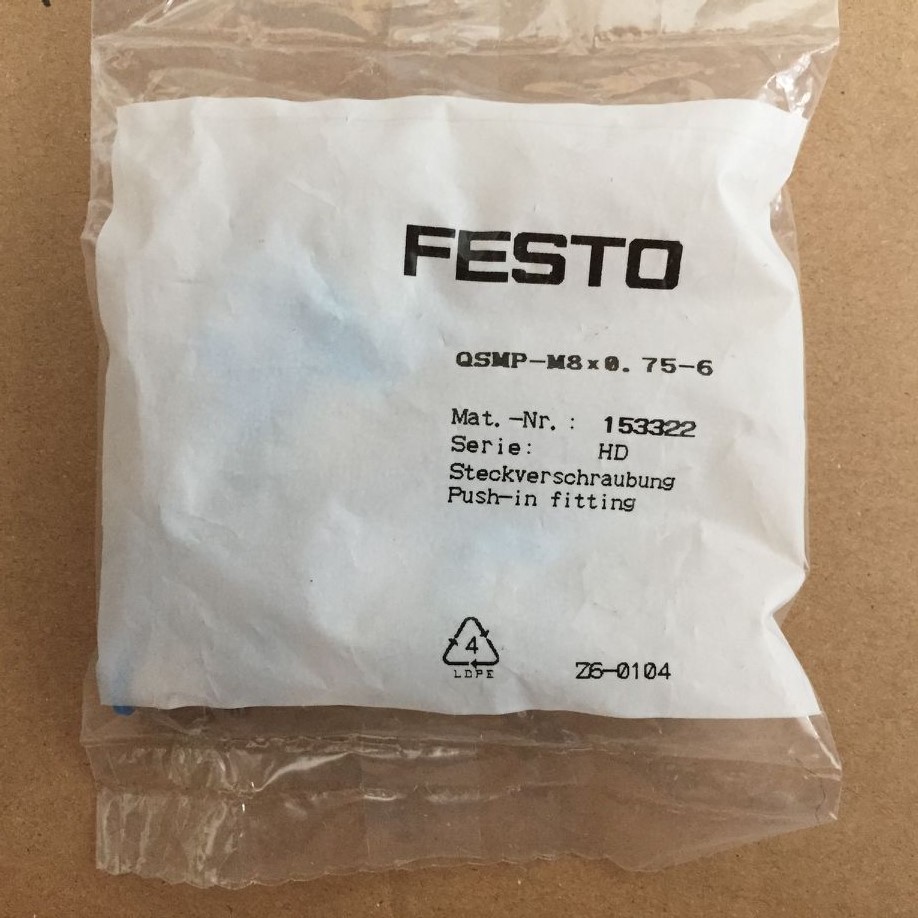 FESTO
QSMP-M8x0.75-6
Mat.-Nr.: 153322
Serie: HD
Steckverschraubung
Push-in fitting
4
LDPE
Z6-0104